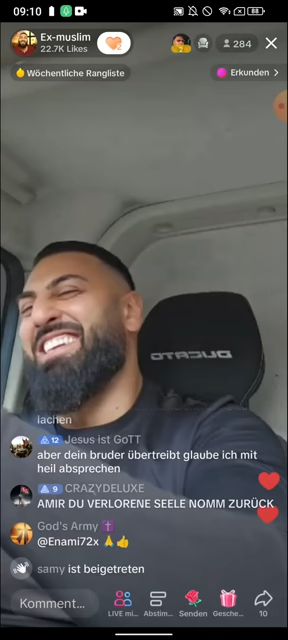 09:10
88
Ex-muslim
22.7K Likes
284
Wöchentliche Rangliste
Erkunden >
DUCATO
lachen
12 Jesus ist GoTT
aber dein bruder übertreibt glaube ich mit
heil absprechen
9 CRAZYDELUXE
AMIR DU VERLORENE SEELE NOMM ZURÜCK
God's Army ✝️
@Enami72x 🙏👍
samy ist beigetreten
Komment...
LIVE mi...
Abstim...
Senden
Gesche...
10